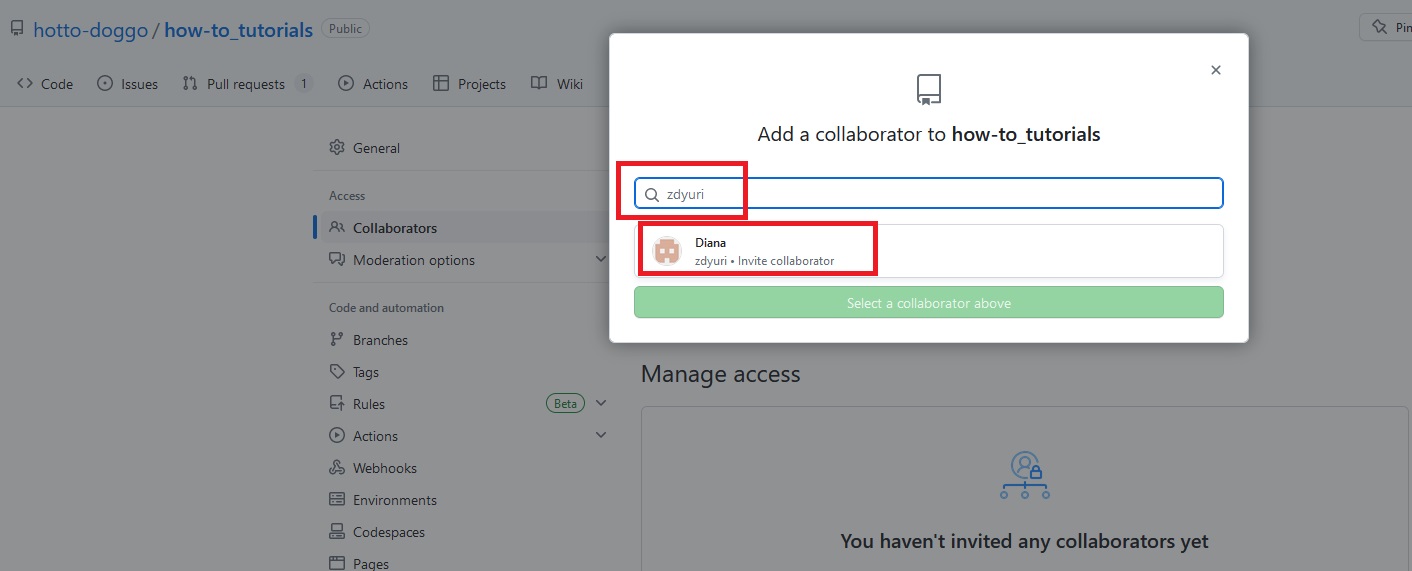 hotto-doggo / how-to_tutorials Public
Pin
Code Issues Pull requests 1 Actions Projects Wiki
General
Access
Collaborators
Moderation options
Code and automation
Branches
Tags
Rules Beta
Actions
Webhooks
Environments
Codespaces
Pages
Add a collaborator to how-to_tutorials
zdyuri
Diana
zdyuri • Invite collaborator
Select a collaborator above
Manage access
You haven't invited any collaborators yet